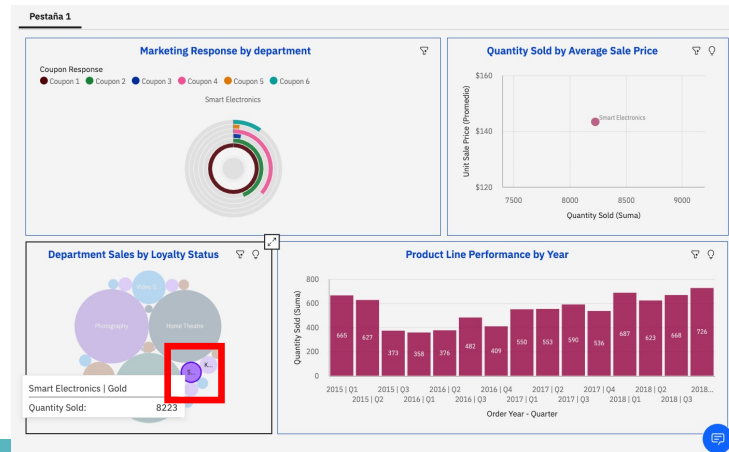 Pestaña 1
Marketing Response by department
Coupon Response
Coupon 1 Coupon 2 Coupon 3 Coupon 4 Coupon 5 Coupon 6
Smart Electronics
Quantity Sold by Average Sale Price
Unit Sale Price (Promedio)
$160
$140
$120
Smart Electronics
7500 8000 8500 9000
Quantity Sold (Suma)
Department Sales by Loyalty Status
Photography
Home Theatre
S...
K...
Smart Electronics | Gold
Quantity Sold: 8223
Product Line Performance by Year
Quantity Sold (Suma)
800
600
400
200
0
665 627 373 358 376 482 409 550 553 590 536 687 623 668 726
2015 | Q1 2015 | Q3 2016 | Q2 2016 | Q4 2017 | Q2 2017 | Q4 2018 | Q2 2018...
2015 | Q2 2016 | Q1 2016 | Q3 2017 | Q1 2017 | Q3 2018 | Q1 2018 | Q3
Order Year - Quarter